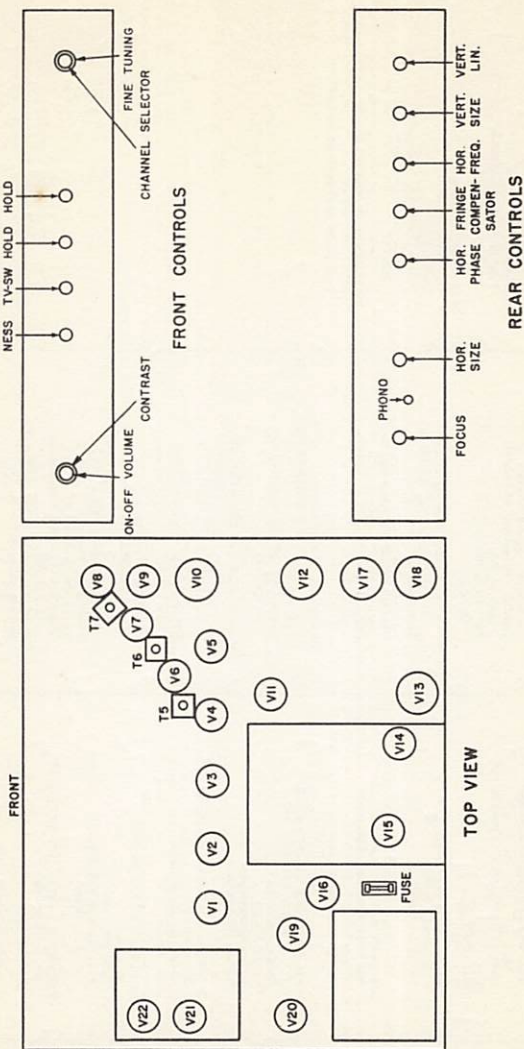 FRONT
V8
V9
V10
T7
V7
T6
V6
V5
T5
V4
V3
V2
V1
V22
V21
V11
V12
V17
V18
V13
V14
V15
V16
FUSE
V19
V20
TOP VIEW
NESS TV-SW HOLD HOLD
ON-OFF VOLUME
CONTRAST
FINE TUNING
CHANNEL SELECTOR
FRONT CONTROLS
PHONO
FOCUS
HOR.
SIZE
HOR.
PHASE
FRINGE
COMPEN-
SATOR
HOR.
FREQ.
VERT.
SIZE
VERT.
LIN.
REAR CONTROLS